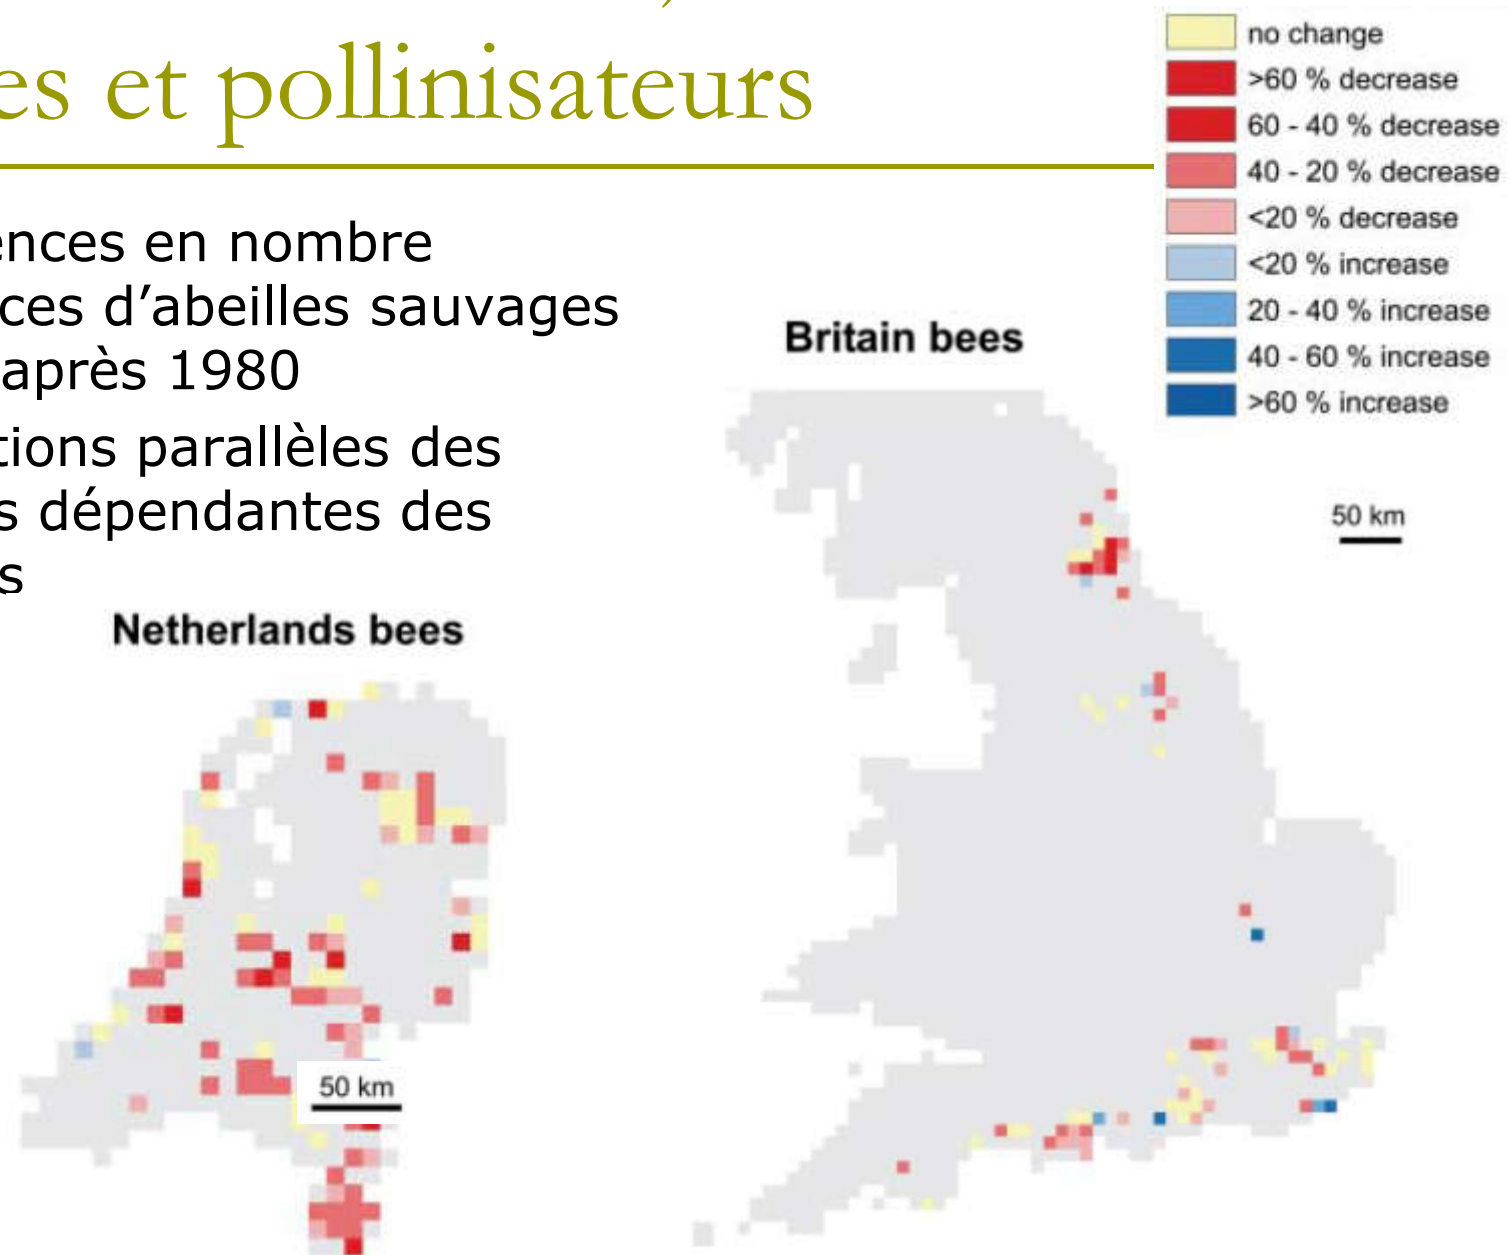 es et pollinisateurs
ences en nombre
ces d’abeilles sauvages
après 1980
tions parallèles des
s dépendantes des
s
no change
>60 % decrease
60 - 40 % decrease
40 - 20 % decrease
<20 % decrease
<20 % increase
20 - 40 % increase
40 - 60 % increase
>60 % increase
Britain bees
50 km
Netherlands bees
50 km